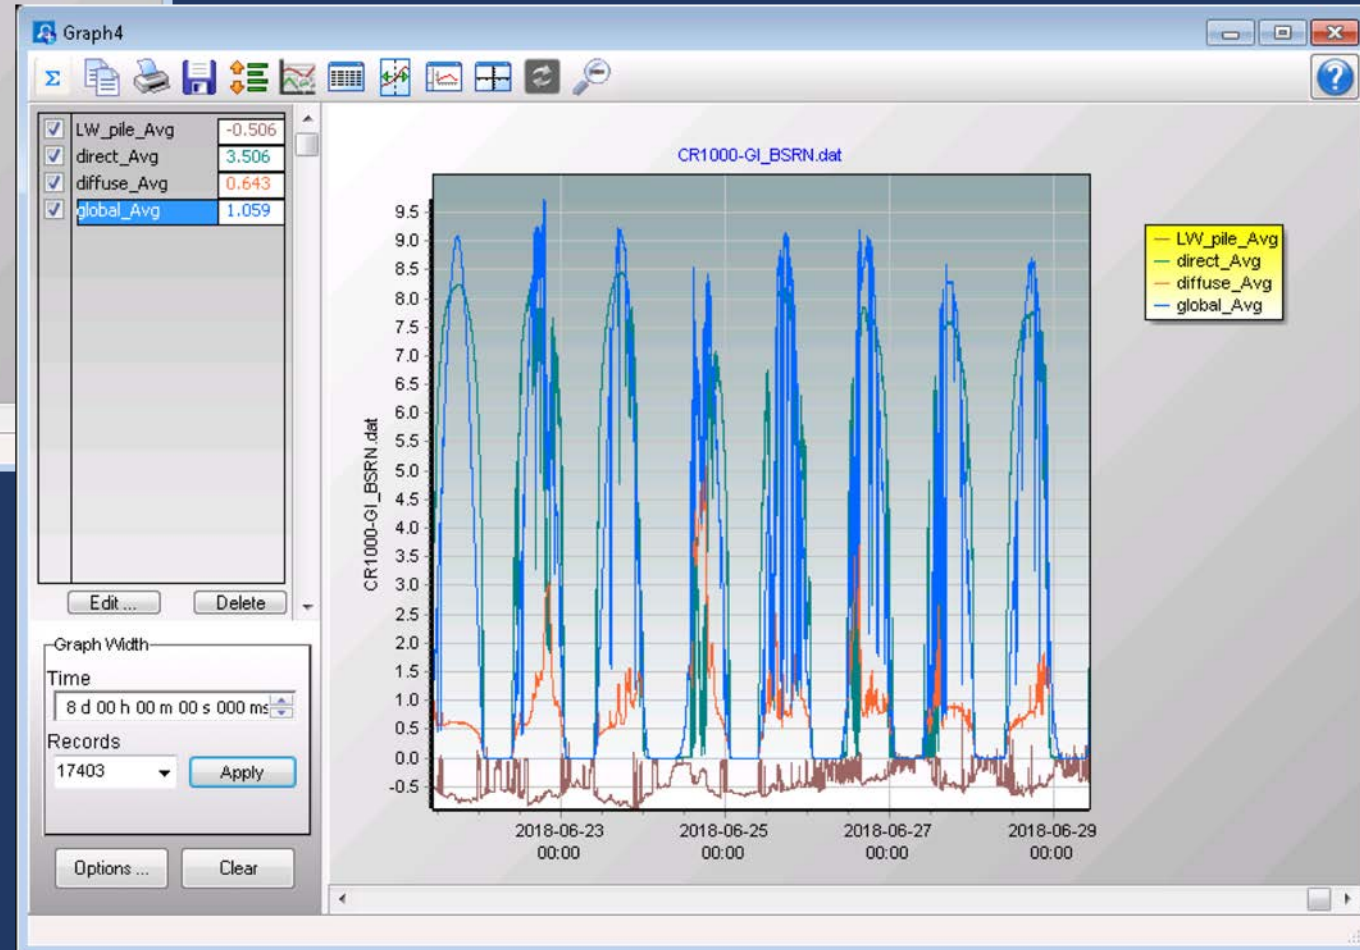 Graph4
Σ
?
LW_pile_Avg -0.506
direct_Avg 3.506
diffuse_Avg 0.643
global_Avg 1.059
Edit ... Delete
Graph Width
Time
8 d 00 h 00 m 00 s 000 ms
Records
17403 Apply
Options ... Clear
CR1000-GI_BSRN.dat
CR1000-GI_BSRN.dat
9.5
9.0
8.5
8.0
7.5
7.0
6.5
6.0
5.5
5.0
4.5
4.0
3.5
3.0
2.5
2.0
1.5
1.0
0.5
0.0
-0.5
2018-06-23 2018-06-25 2018-06-27 2018-06-29
00:00 00:00 00:00 00:00
LW_pile_Avg
direct_Avg
diffuse_Avg
global_Avg